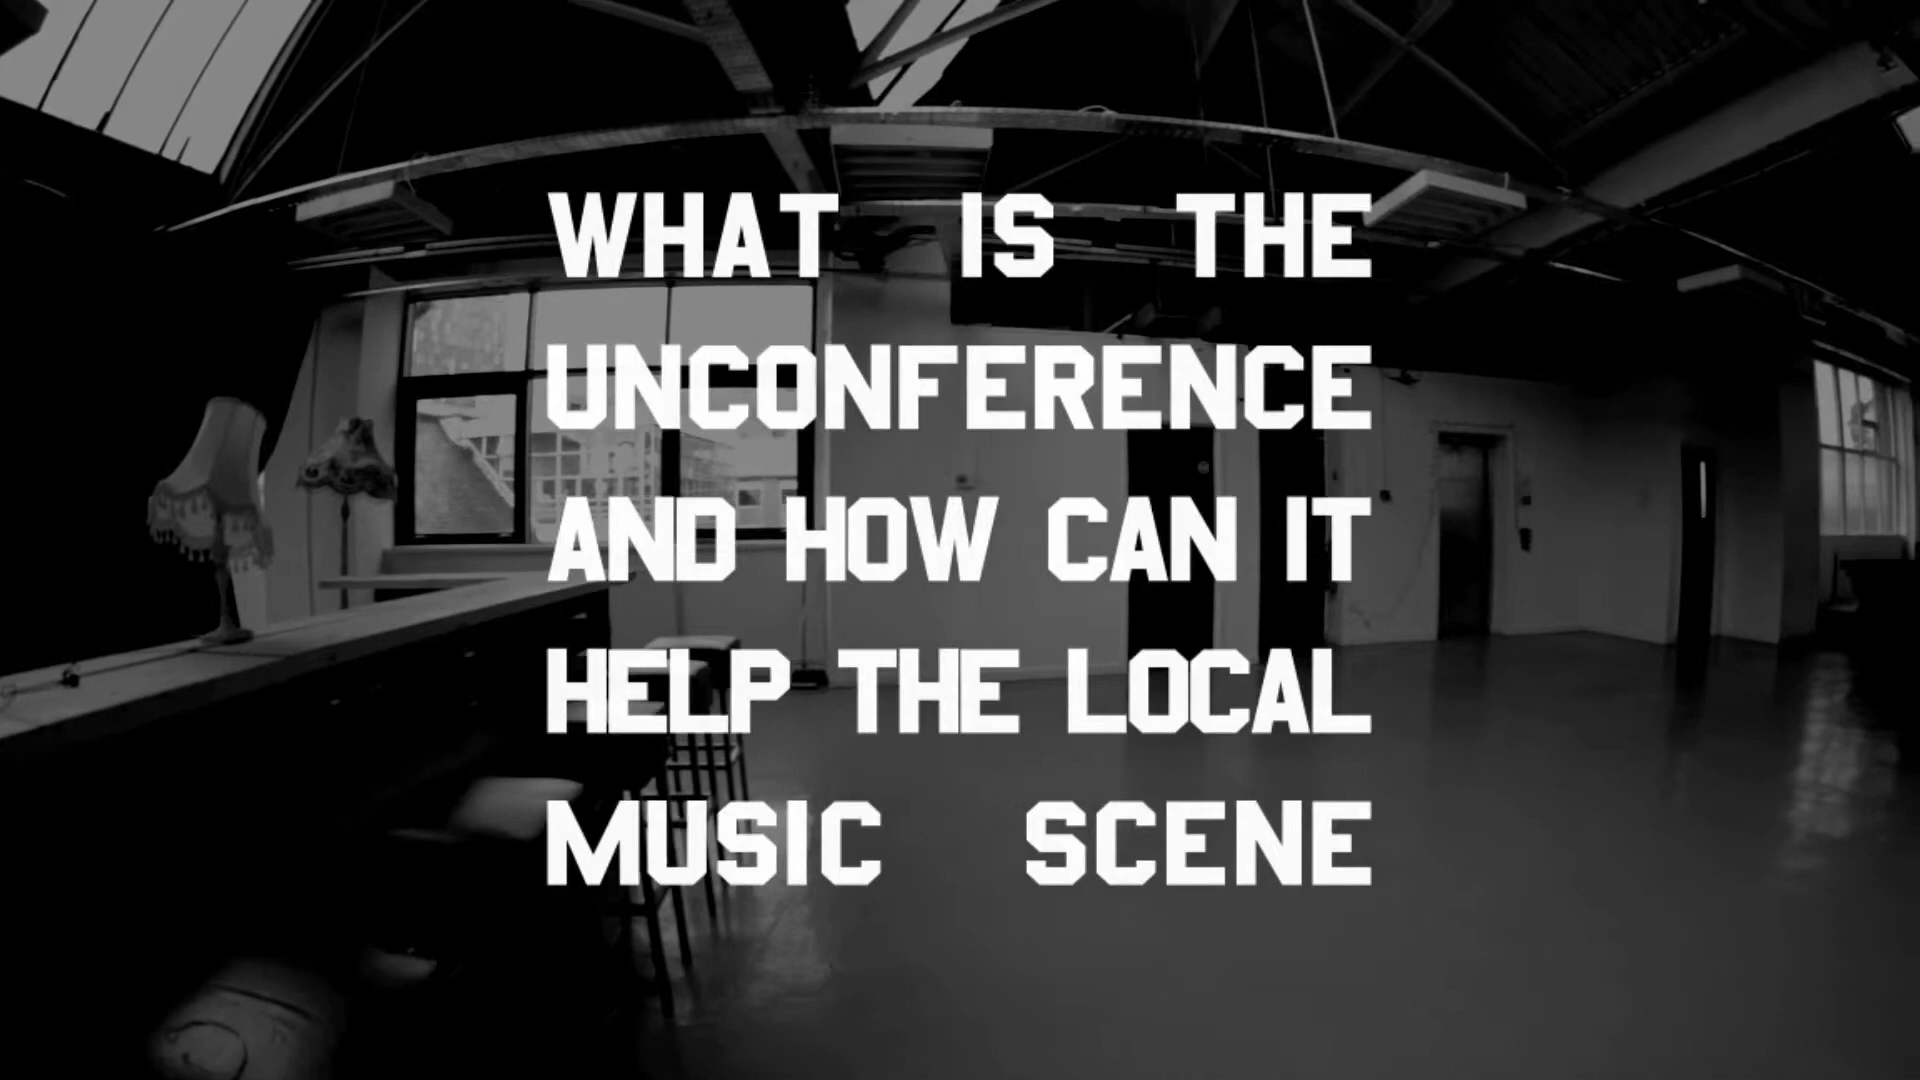 WHAT IS THE
UNCONFERENCE
AND HOW CAN IT
HELP THE LOCAL
MUSIC SCENE